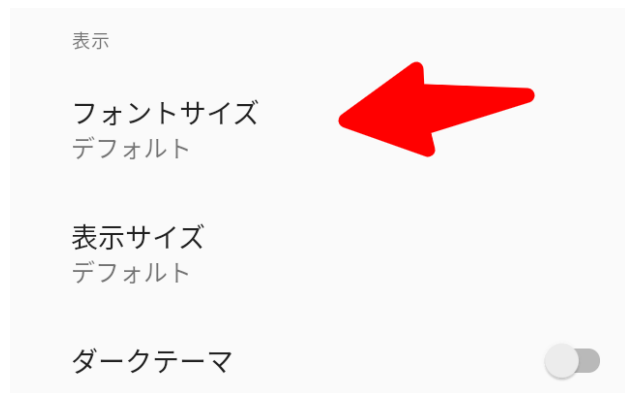 表示
フォントサイズ
デフォルト
表示サイズ
デフォルト
ダークテーマ